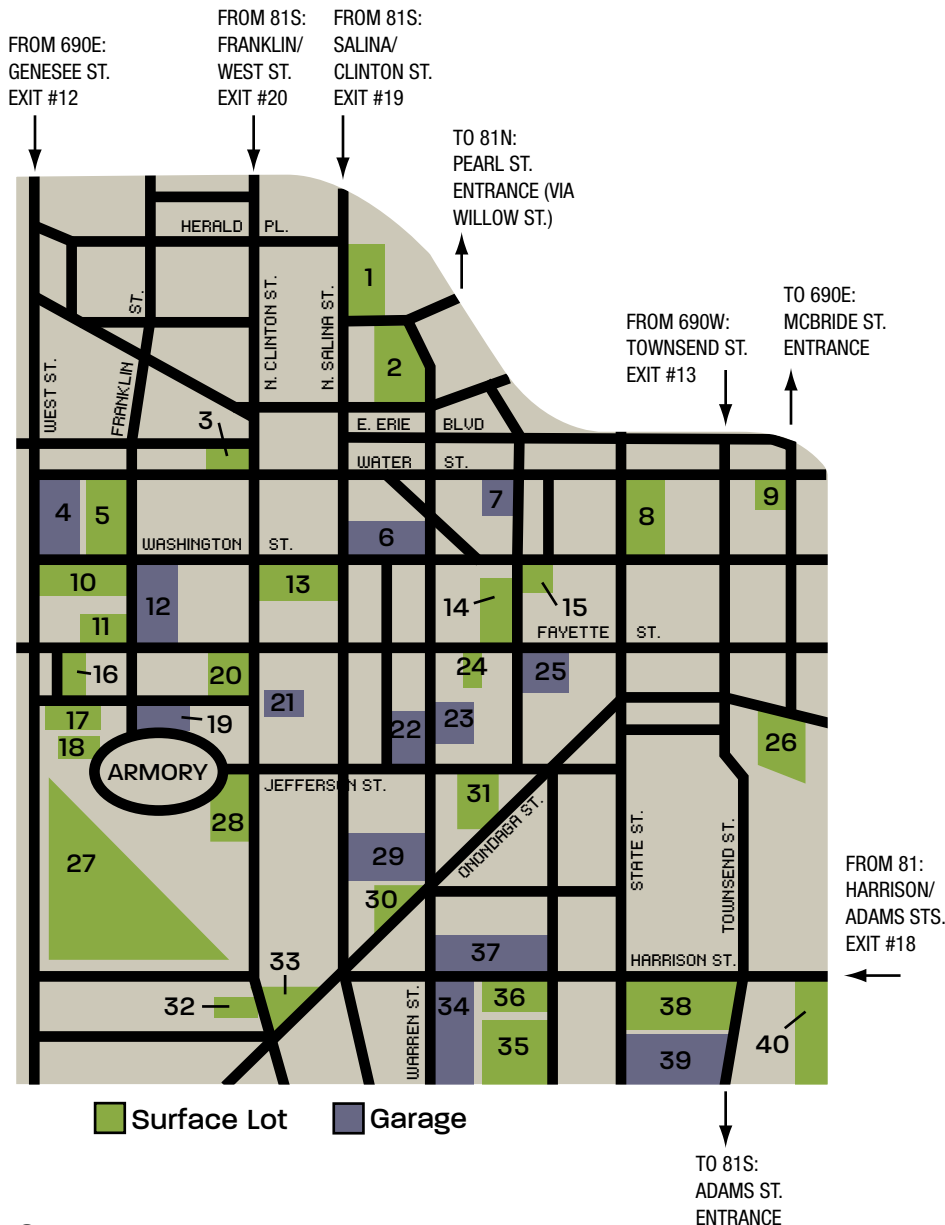 FROM 690E:
GENESEE ST.
EXIT #12
FROM 81S:
FRANKLIN/
WEST ST.
EXIT #20
FROM 81S:
SALINA/
CLINTON ST.
EXIT #19
TO 81N:
PEARL ST.
ENTRANCE (VIA
WILLOW ST.)
FROM 690W:
TOWNSEND ST.
EXIT #13
TO 690E:
MCBRIDE ST.
ENTRANCE
HERALD PL.
WEST ST.
FRANKLIN ST.
N. CLINTON ST.
N. SALINA ST.
1
2
3
E. ERIE BLVD
WATER ST.
4
5
6
7
8
9
WASHINGTON ST.
10
11
12
13
14
15
FAYETTE ST.
16
17
18
19
20
21
22
23
24
25
26
ARMORY
JEFFERSON ST.
27
28
29
30
31
ONONDAGA ST.
STATE ST.
TOWNSEND ST.
FROM 81:
HARRISON/
ADAMS STS.
EXIT #18
HARRISON ST.
32
33
WARREN ST.
34
35
36
37
38
39
40
Surface Lot
Garage
TO 81S:
ADAMS ST.
ENTRANCE